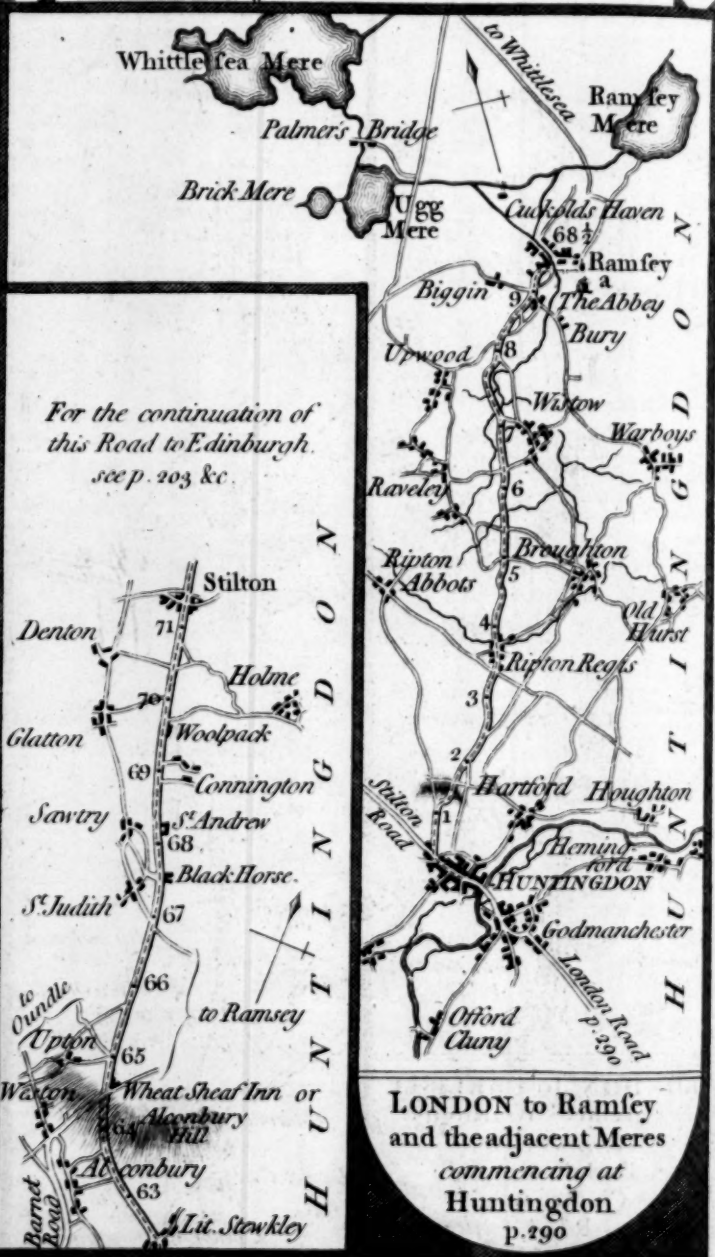 Whittlesea Mere
to Whittlesea
Ramsey
Mere
Palmer's Bridge
Brick Mere
Ugg
Mere
Cuckolds Haven
68½
Ramsey
a
Biggin
9
The Abbey
Bury
8
Upwood
Wistow
7
Warboys
Raveley
6
Broughton
Ripton
Abbots
5
Old
Hurst
4
Ripton Regis
3
2
Hartford
Houghton
Stilton
Road
1
Heming-
ford
HUNTINGDON
Godmanchester
London Road
p. 290
Offord
Cluny
HUNTINGDON
LONDON to Ramsey
and the adjacent Meres
commencing at
Huntingdon
p. 290
For the continuation of
this Road to Edinburgh.
see p. 203 &c.
Stilton
71
Denton
Holme
70
Glatton
Woolpack
69
Connington
Sawtry
St. Andrew
68
Black Horse.
St. Judith
67
66
to
Oundle
to Ramsey
Upton
65
Weston
Wheat Sheaf Inn or
Alconbury
Hill
64
Alconbury
63
Barnet
Road
Lit. Stewkley
HUNTINGDON